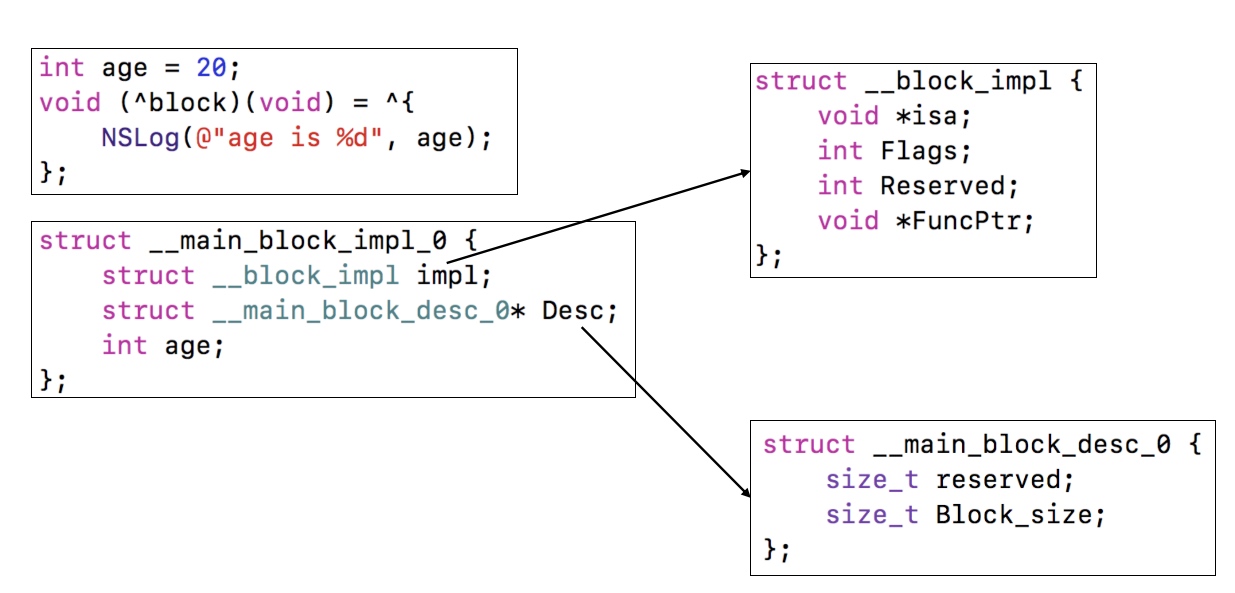 int age = 20;
void (^block)(void) = ^{
    NSLog(@"age is %d", age);
};
struct __main_block_impl_0 {
    struct __block_impl impl;
    struct __main_block_desc_0* Desc;
    int age;
};
struct __block_impl {
    void *isa;
    int Flags;
    int Reserved;
    void *FuncPtr;
};
struct __main_block_desc_0 {
    size_t reserved;
    size_t Block_size;
};